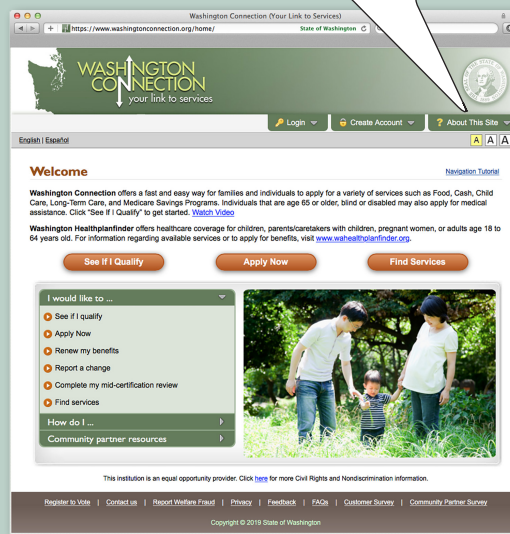 Washington Connection (Your Link to Services)
https://www.washingtonconnection.org/home/ State of Washington
WASHINGTON
CONNECTION
your link to services
Login Create Account ? About This Site
English | Español A A A
Welcome Navigation Tutorial
Washington Connection offers a fast and easy way for families and individuals to apply for a variety of services such as Food, Cash, Child
Care, Long-Term Care, and Medicare Savings Programs. Individuals that are age 65 or older, blind or disabled may also apply for medical
assistance. Click "See If I Qualify" to get started. Watch Video
Washington Healthplanfinder offers healthcare coverage for children, parents/caretakers with children, pregnant women, or adults age 18 to
64 years old. For information regarding available services or to apply for benefits, visit www.wahealthplanfinder.org.
See If I Qualify Apply Now Find Services
I would like to ...
See if I qualify
Apply Now
Renew my benefits
Report a change
Complete my mid-certification review
Find services
How do I ...
Community partner resources
This institution is an equal opportunity provider. Click here for more Civil Rights and Nondiscrimination information.
Register to Vote | Contact us | Report Welfare Fraud | Privacy | Feedback | FAQs | Customer Survey | Community Partner Survey
Copyright © 2019 State of Washington